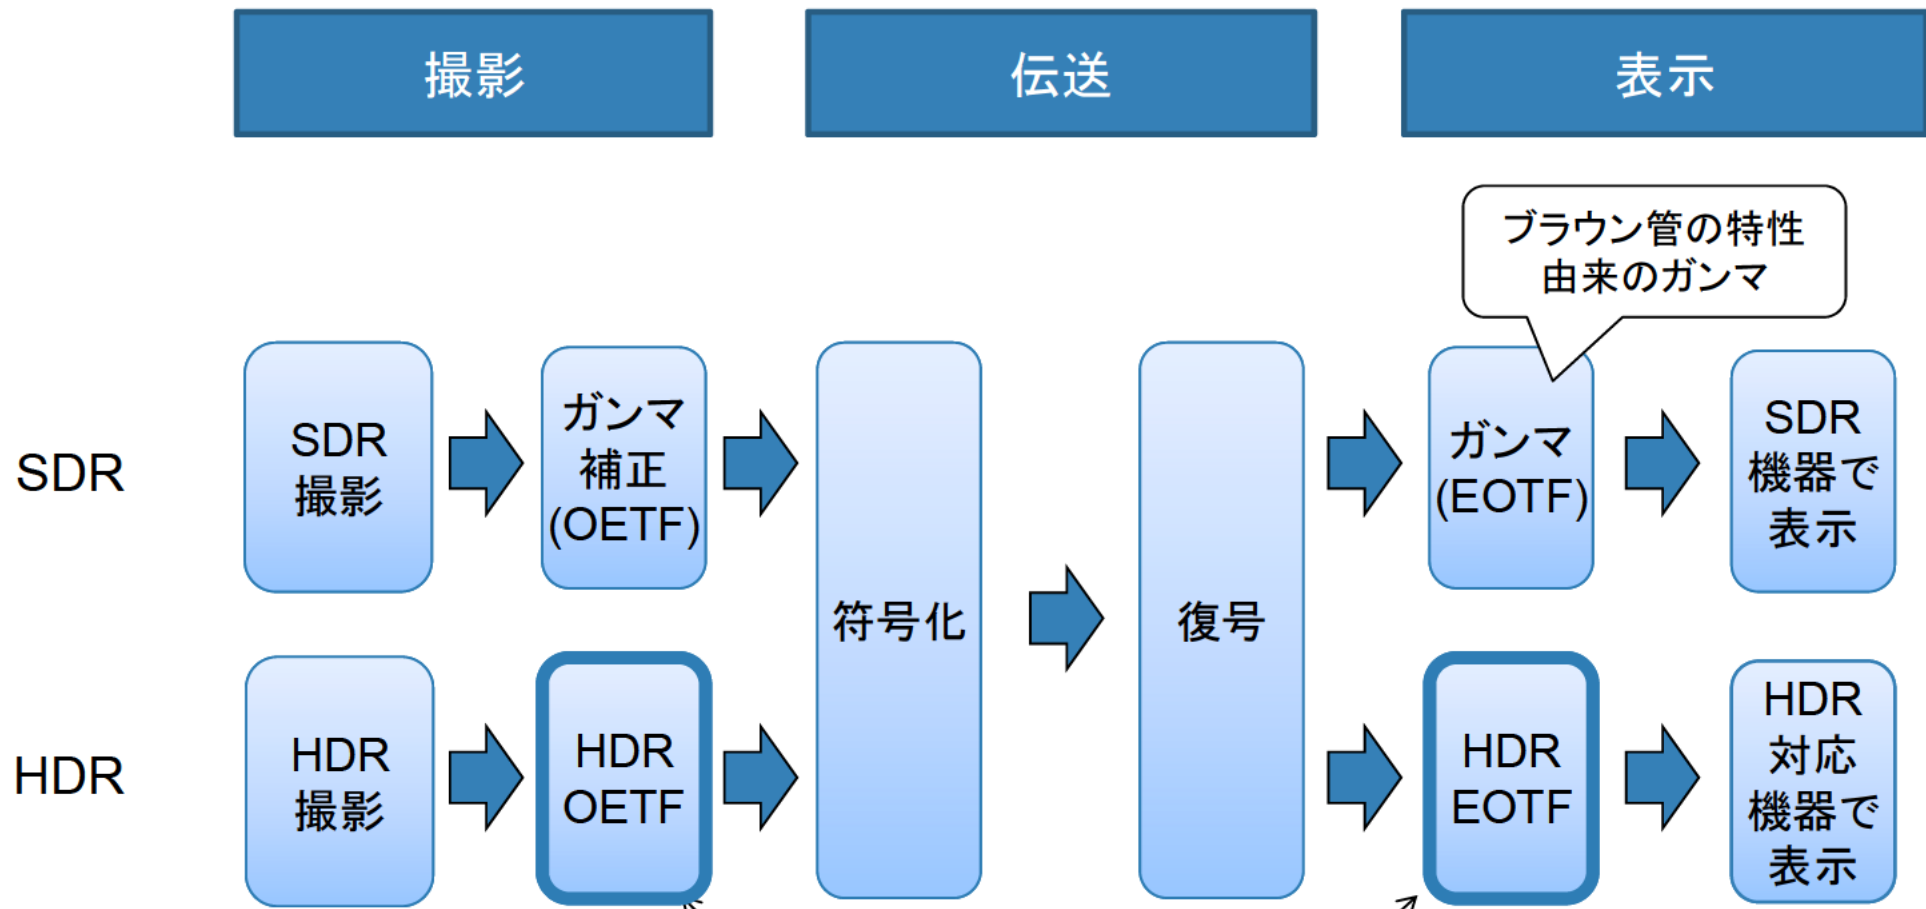 撮影
伝送
表示
ブラウン管の特性
由来のガンマ
SDR
SDR
撮影
ガンマ
補正
(OETF)
符号化
復号
ガンマ
(EOTF)
SDR
機器で
表示
HDR
HDR
撮影
HDR
OETF
HDR
EOTF
HDR
対応
機器で
表示